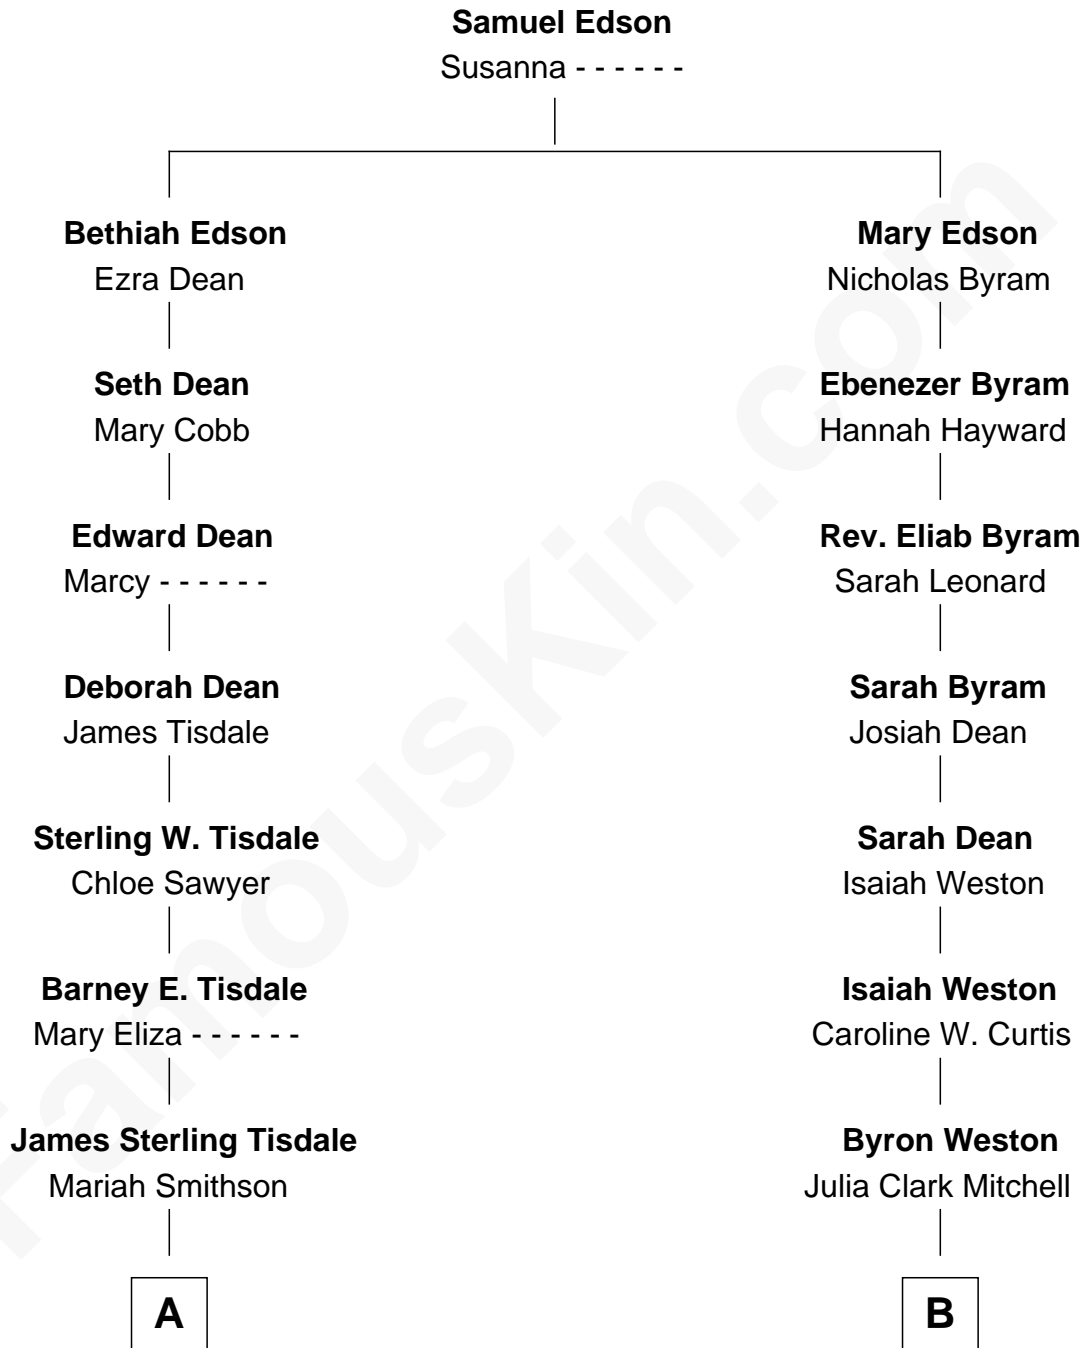 Samuel Edson
Susanna - - - - - -
Bethiah Edson
Ezra Dean
Mary Edson
Nicholas Byram
Seth Dean
Mary Cobb
Ebenezer Byram
Hannah Hayward
Edward Dean
Marcy - - - - - -
Rev. Eliab Byram
Sarah Leonard
Deborah Dean
James Tisdale
Sarah Byram
Josiah Dean
Sterling W. Tisdale
Chloe Sawyer
Sarah Dean
Isaiah Weston
Barney E. Tisdale
Mary Eliza - - - - - -
Isaiah Weston
Caroline W. Curtis
James Sterling Tisdale
Mariah Smithson
Byron Weston
Julia Clark Mitchell
A
B
FamousKin.com